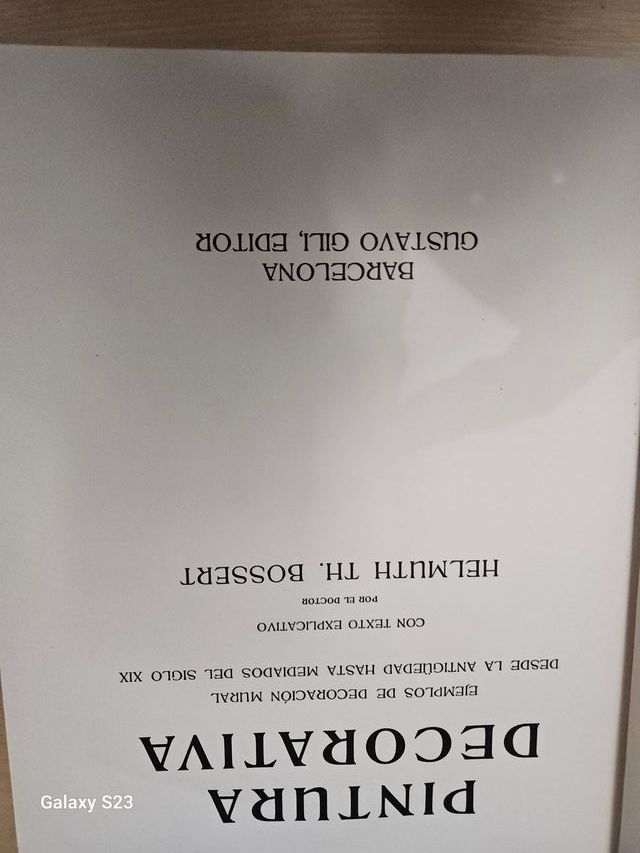 PINTURA
DECORATIVA
EJEMPLOS DE DECORACIÓN MURAL
DESDE LA ANTIGÜEDAD HASTA MEDIADOS DEL SIGLO XIX
CON TEXTO EXPLICATIVO
POR EL DOCTOR
HELMUTH TH. BOSSERT
BARCELONA
GUSTAVO GILI, EDITOR
Galaxy S23